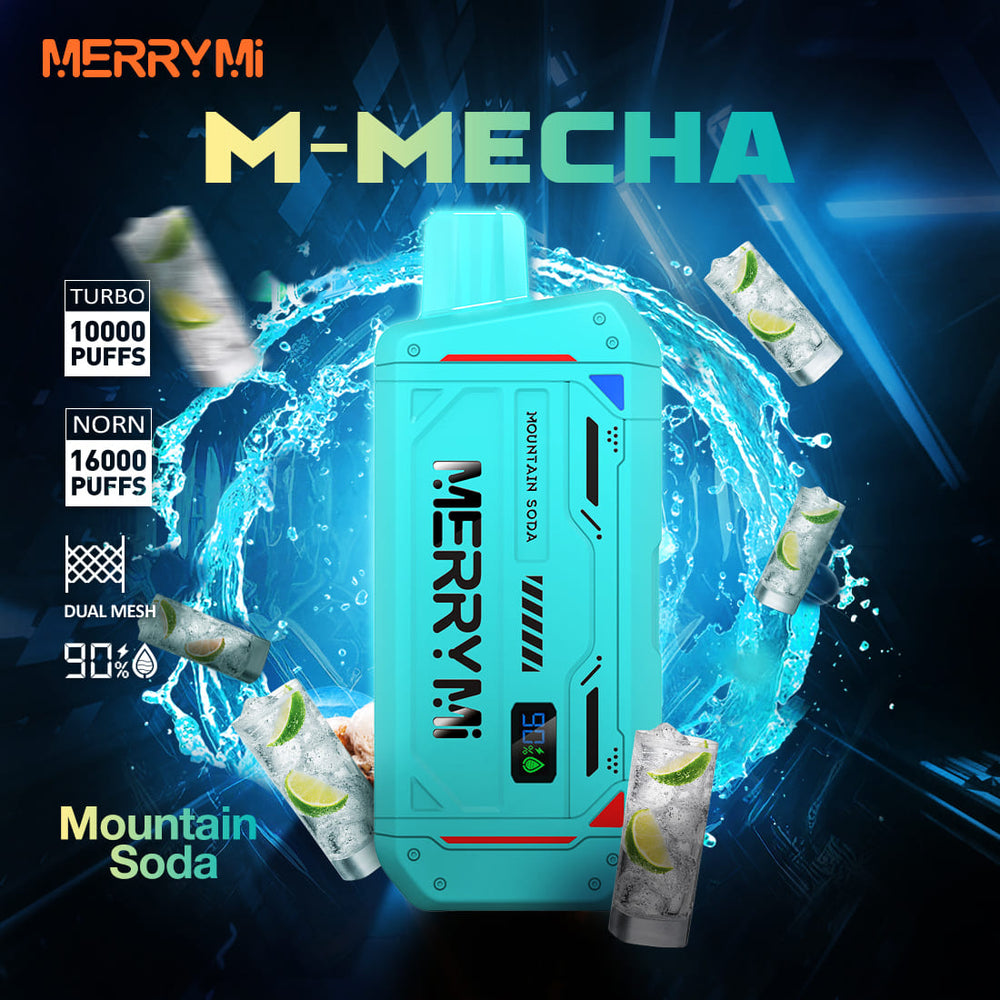 MERRYMi
M-MECHA
TURBO
10000
PUFFS
NORN
16000
PUFFS
DUAL MESH
90%
Mountain
Soda
MOUNTAIN SODA
MERRYMi
90%